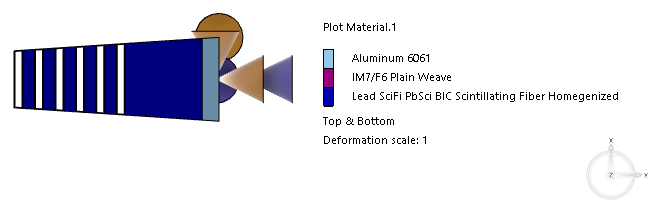 Plot Material.1
Aluminum 6061
IM7/F6 Plain Weave
Lead SciFi PbSci BIC Scintillating Fiber Homegenized
Top & Bottom
Deformation scale: 1
X
Z